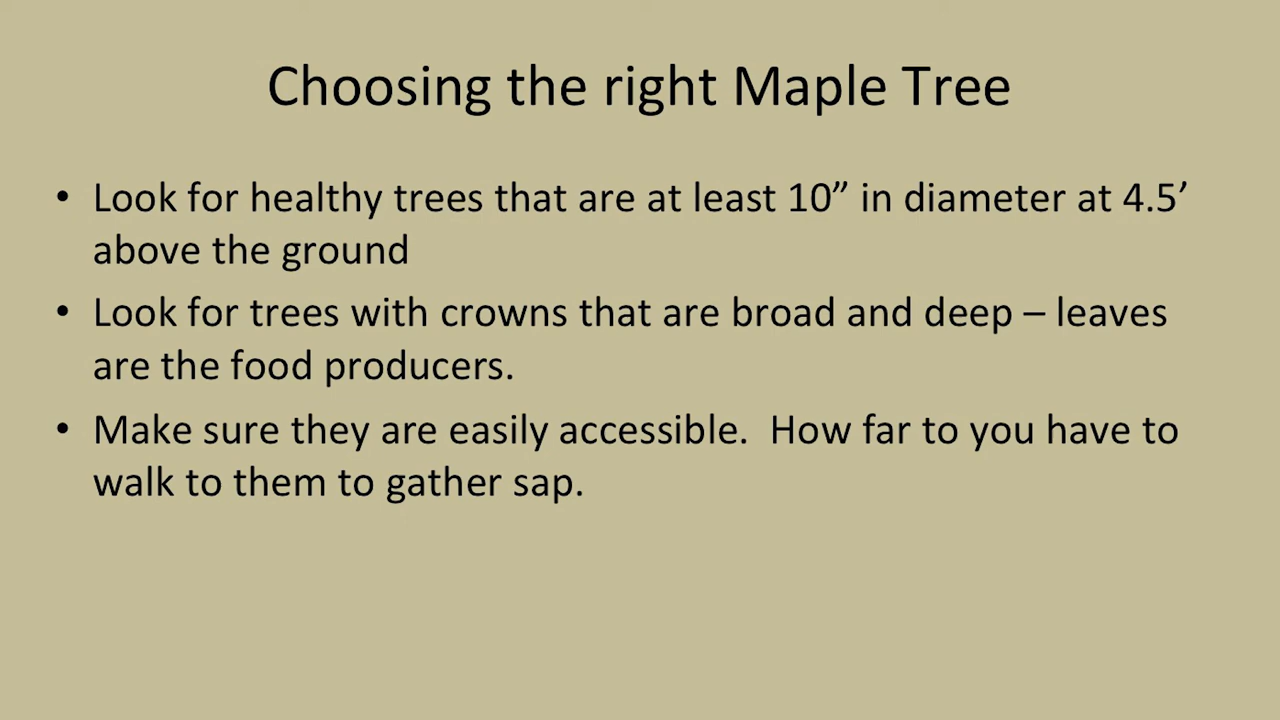 Choosing the right Maple Tree
• Look for healthy trees that are at least 10” in diameter at 4.5’
above the ground
• Look for trees with crowns that are broad and deep – leaves
are the food producers.
• Make sure they are easily accessible.  How far to you have to
walk to them to gather sap.